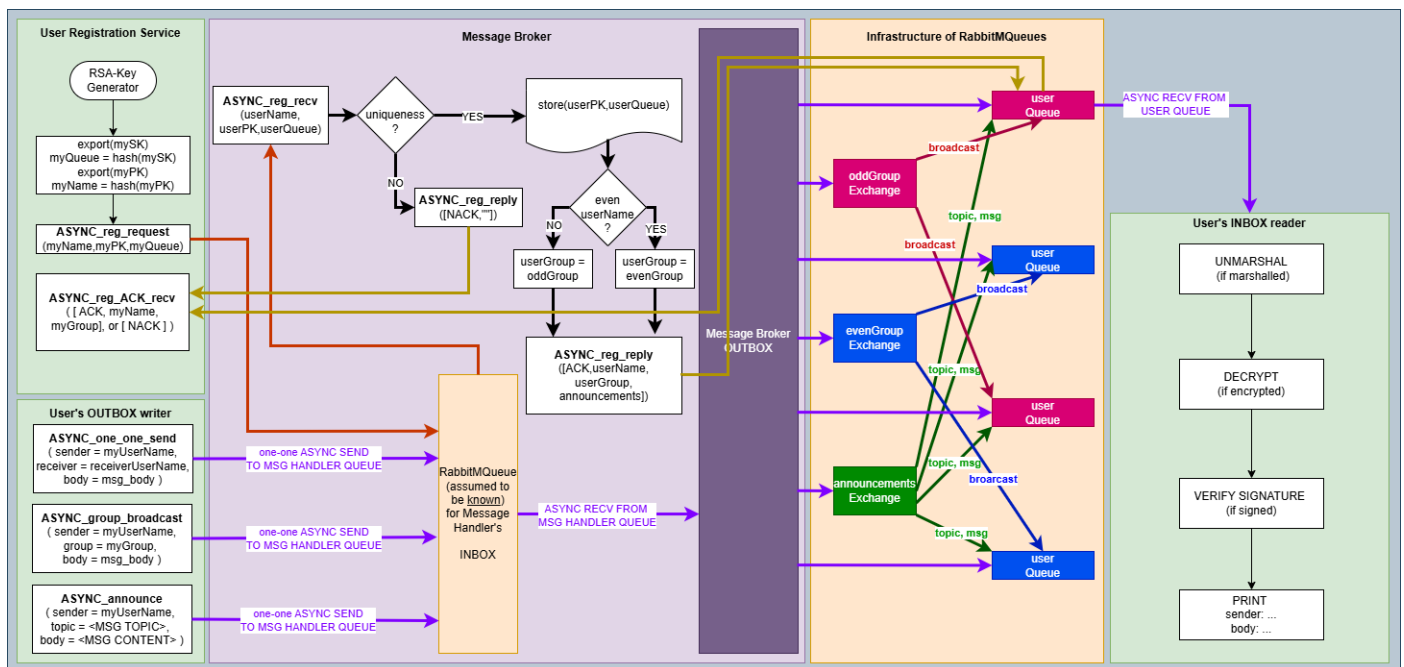 User Registration Service
RSA-Key
Generator
export(mySK)
myQueue = hash(mySK)
export(myPK)
myName = hash(myPK)
ASYNC_reg_request
(myName,myPK,myQueue)
ASYNC_reg_ACK_recv
( [ ACK, myName,
myGroup], or [ NACK ] )
User's OUTBOX writer
ASYNC_one_one_send
( sender = myUserName,
receiver = receiverUserName,
body = msg_body )
ASYNC_group_broadcast
( sender = myUserName,
group = myGroup,
body = msg_body )
ASYNC_announce
( sender = myUserName,
topic = <MSG TOPIC>,
body = <MSG CONTENT> )
Message Broker
ASYNC_reg_recv
(userName,
userPK,userQueue)
uniqueness
?
YES
NO
store(userPK,userQueue)
ASYNC_reg_reply
([NACK,""])
even
userName
?
NO
YES
userGroup =
oddGroup
userGroup =
evenGroup
ASYNC_reg_reply
([ACK,userName,
userGroup,
announcements])
one-one ASYNC SEND
TO MSG HANDLER QUEUE
one-one ASYNC SEND
TO MSG HANDLER QUEUE
one-one ASYNC SEND
TO MSG HANDLER QUEUE
RabbitMQueue
(assumed to
be known)
for Message
Handler's
INBOX
ASYNC RECV FROM
MSG HANDLER QUEUE
Message Broker
OUTBOX
Infrastructure of RabbitMQueues
user
Queue
broadcast
oddGroup
Exchange
topic, msg
broadcast
user
Queue
broadcast
evenGroup
Exchange
topic, msg
user
Queue
topic, msg
broarcast
announcements
Exchange
topic, msg
user
Queue
ASYNC RECV FROM
USER QUEUE
User's INBOX reader
UNMARSHAL
(if marshalled)
DECRYPT
(if encrypted)
VERIFY SIGNATURE
(if signed)
PRINT
sender: ...
body: ...